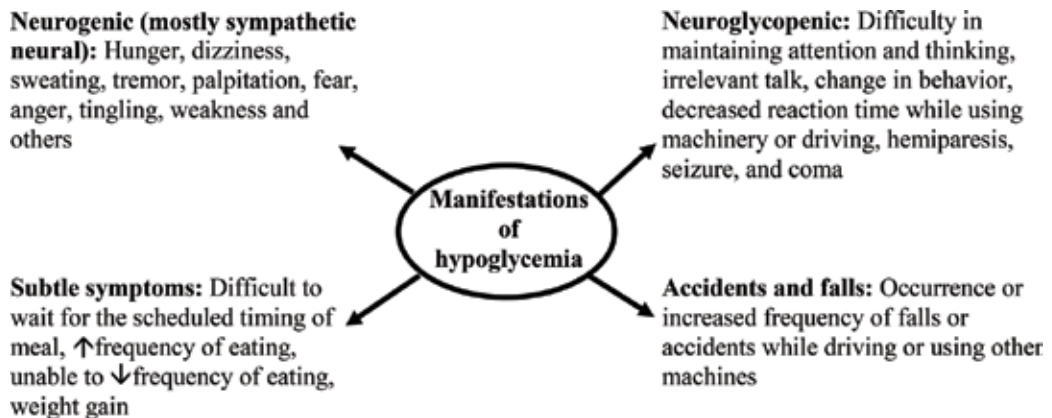 Neurogenic (mostly sympathetic
neural): Hunger, dizziness,
sweating, tremor, palpitation, fear,
anger, tingling, weakness and
others
Neuroglycopenic: Difficulty in
maintaining attention and thinking,
irrelevant talk, change in behavior,
decreased reaction time while using
machinery or driving, hemiparesis,
seizure, and coma
Manifestations
of
hypoglycemia
Subtle symptoms: Difficult to
wait for the scheduled timing of
meal, ↑frequency of eating,
unable to ↓frequency of eating,
weight gain
Accidents and falls: Occurrence or
increased frequency of falls or
accidents while driving or using other
machines